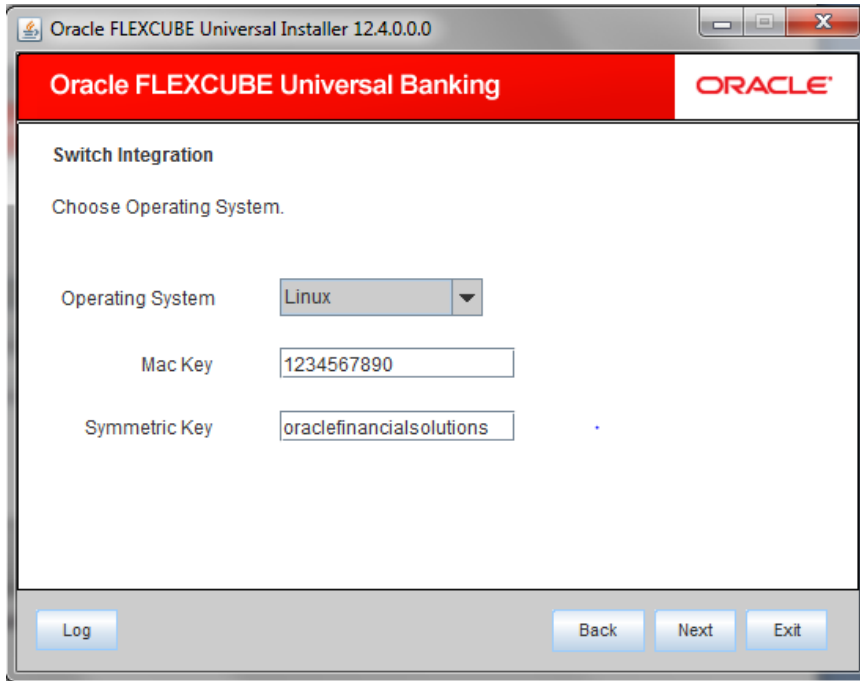 Oracle FLEXCUBE Universal Installer 12.4.0.0.0
Oracle FLEXCUBE Universal Banking
ORACLE
Switch Integration
Choose Operating System.
Operating System Linux
Mac Key 1234567890
Symmetric Key oraclefinancialsolutions
Log Back Next Exit